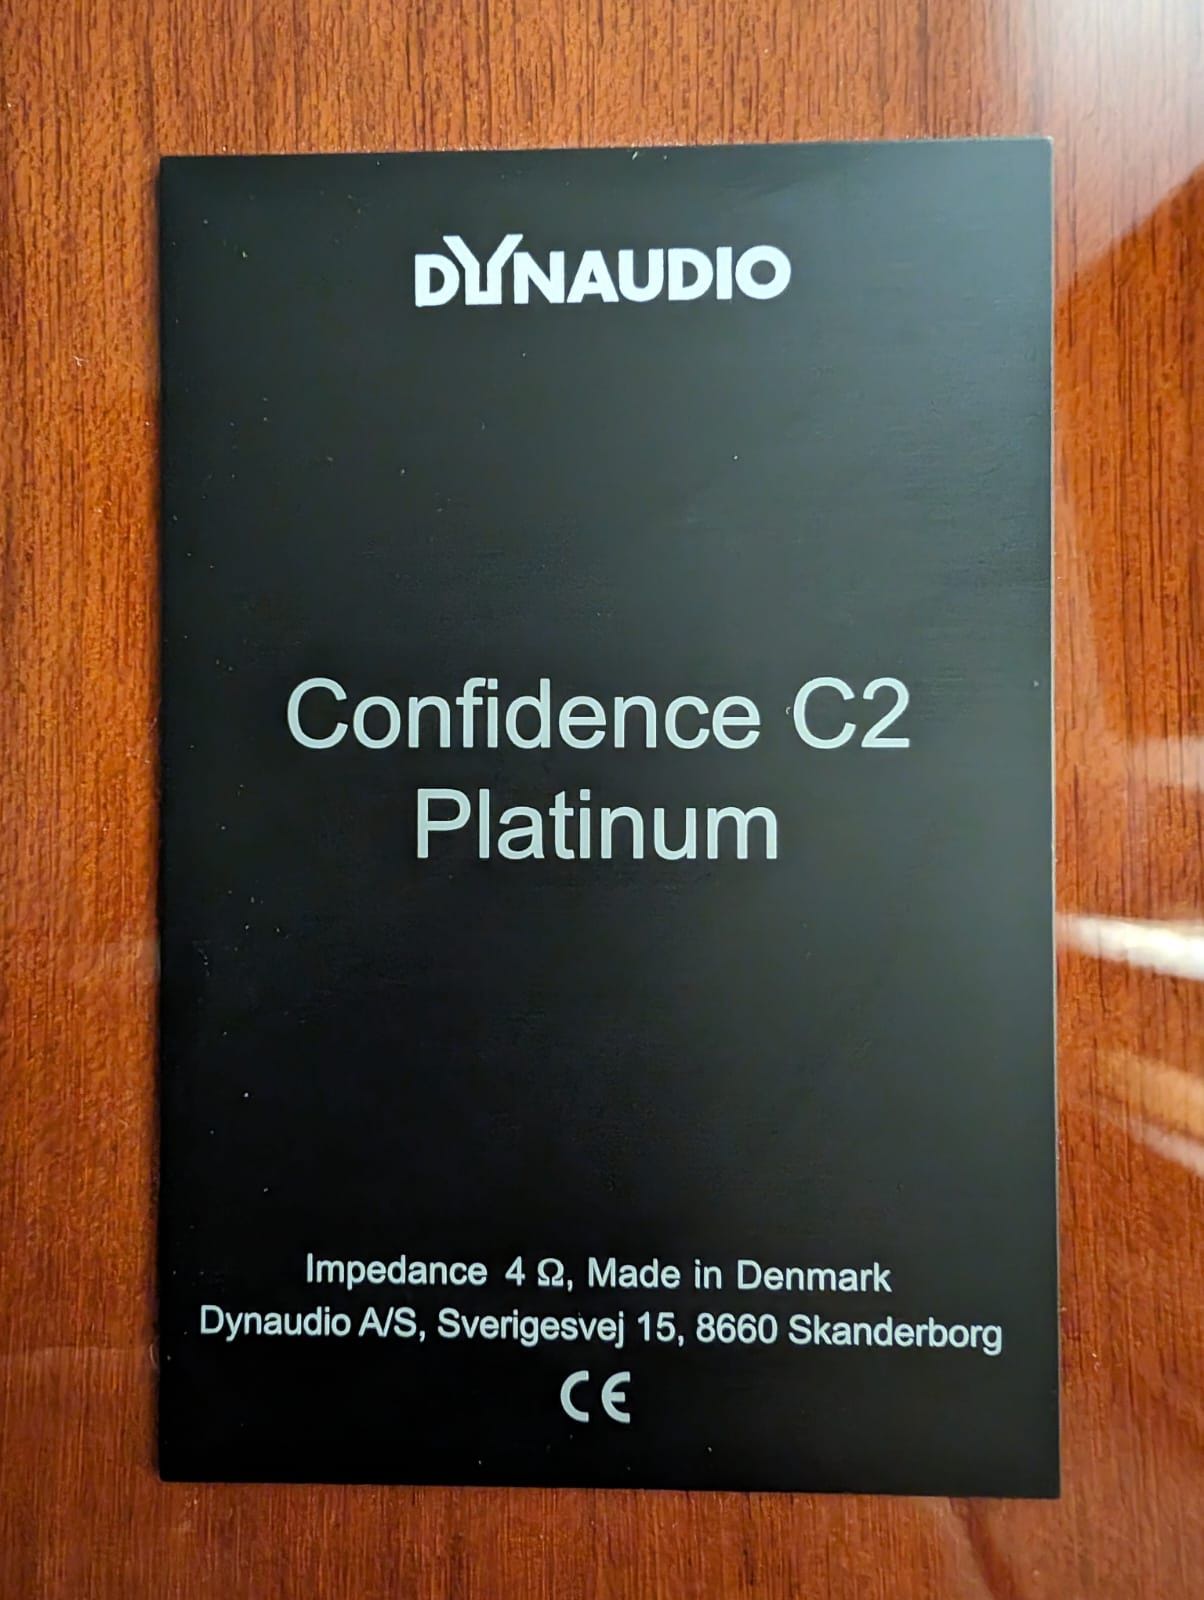 DYNAUDIO
Confidence C2
Platinum
Impedance 4 Ω, Made in Denmark
Dynaudio A/S, Sverigesvej 15, 8660 Skanderborg
CE